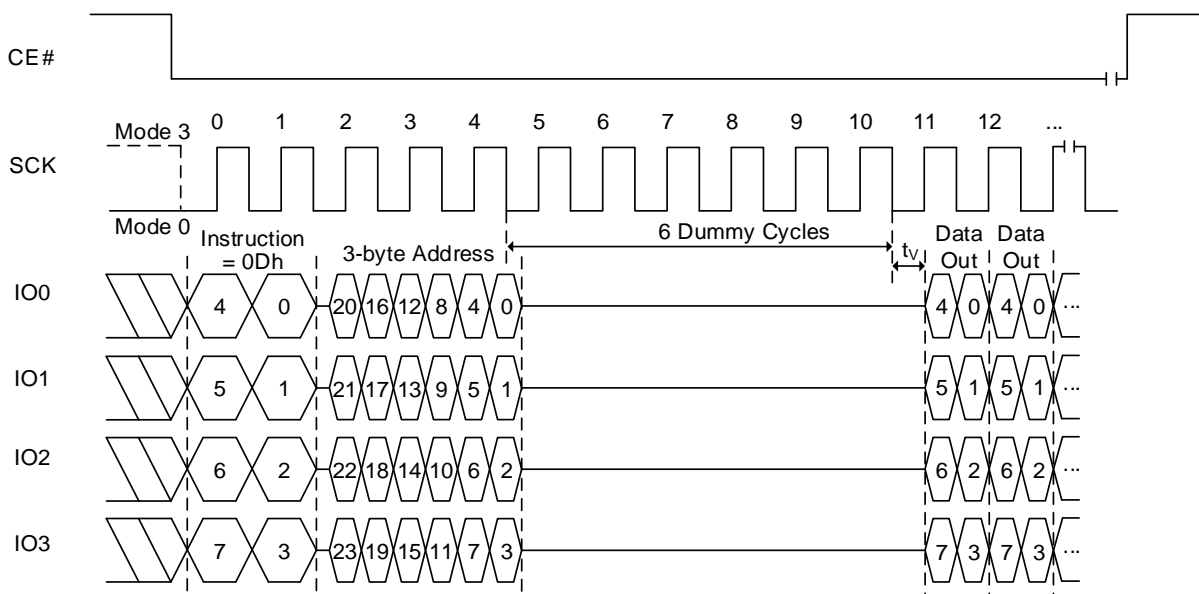 CE#
0 1 2 3 4 5 6 7 8 9 10 11 12 ...
Mode 3
SCK
Mode 0
Instruction
= 0Dh
3-byte Address
6 Dummy Cycles
tV
Data
Out
Data
Out
IO0 4 0 20 16 12 8 4 0 4 0 4 0 ...
IO1 5 1 21 17 13 9 5 1 5 1 5 1 ...
IO2 6 2 22 18 14 10 6 2 6 2 6 2 ...
IO3 7 3 23 19 15 11 7 3 7 3 7 3 ...